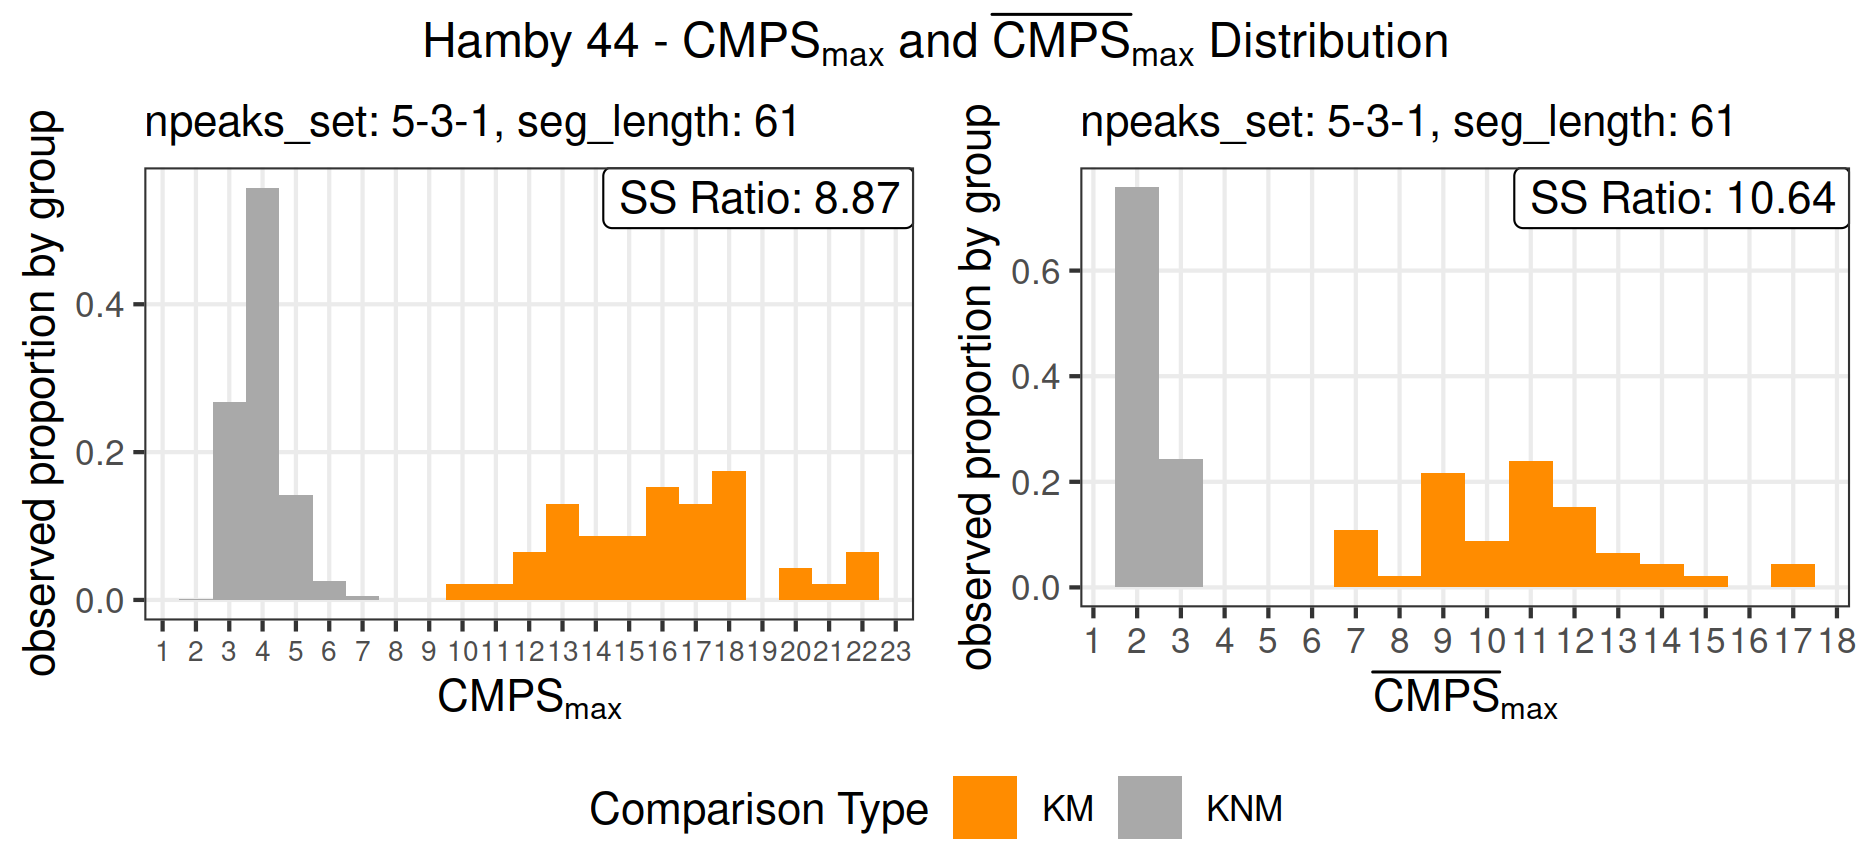 Hamby 44 - CMPSmax and C̅M̅P̅S̅max Distribution
npeaks_set: 5-3-1, seg_length: 61
observed proportion by group
SS Ratio: 8.87
0.4
0.2
0.0
1 2 3 4 5 6 7 8 9 10 11 12 13 14 15 16 17 18 19 20 21 22 23
CMPSmax
npeaks_set: 5-3-1, seg_length: 61
observed proportion by group
SS Ratio: 10.64
0.6
0.4
0.2
0.0
1 2 3 4 5 6 7 8 9 10 11 12 13 14 15 16 17 18
C̅M̅P̅S̅max
Comparison Type KM KNM